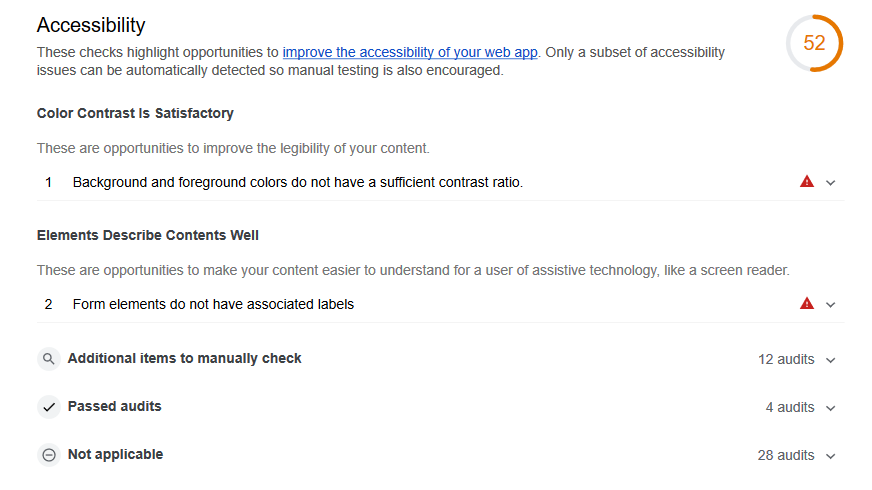 Accessibility
52
These checks highlight opportunities to improve the accessibility of your web app. Only a subset of accessibility
issues can be automatically detected so manual testing is also encouraged.
Color Contrast Is Satisfactory
These are opportunities to improve the legibility of your content.
1 Background and foreground colors do not have a sufficient contrast ratio.
Elements Describe Contents Well
These are opportunities to make your content easier to understand for a user of assistive technology, like a screen reader.
2 Form elements do not have associated labels
Additional items to manually check 12 audits
Passed audits 4 audits
Not applicable 28 audits